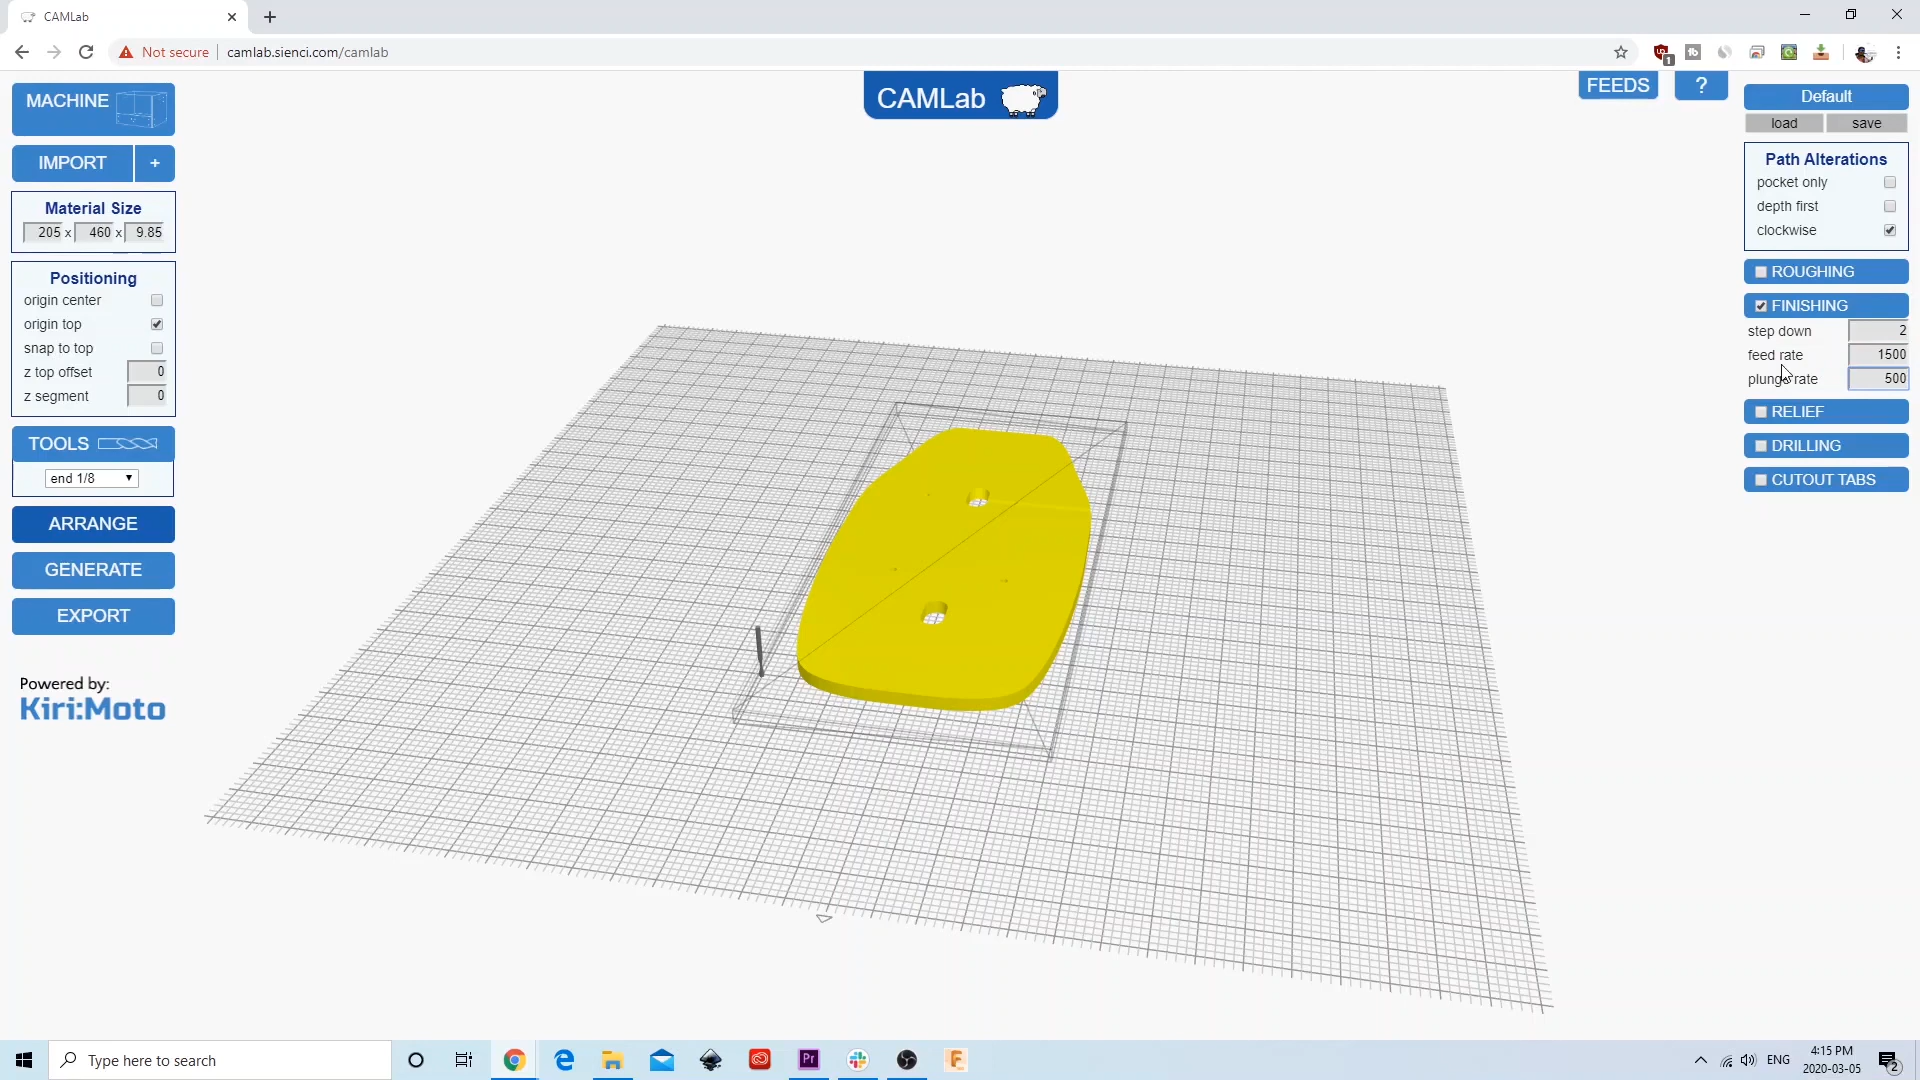 CAMLab
Not secure
camlab.sienci.com/camlab
1
MACHINE
IMPORT +
Material Size
205 x 460 x 9.85
Positioning
origin center
origin top
snap to top
z top offset 0
z segment 0
TOOLS
end 1/8
ARRANGE
GENERATE
EXPORT
Powered by:
Kiri:Moto
CAMLab
FEEDS
?
Default
load save
Path Alterations
pocket only
depth first
clockwise
ROUGHING
FINISHING
step down 2
feed rate 1500
plunge rate 500
RELIEF
DRILLING
CUTOUT TABS
Type here to search
Pr
F
ENG
4:15 PM
2020-03-05
2